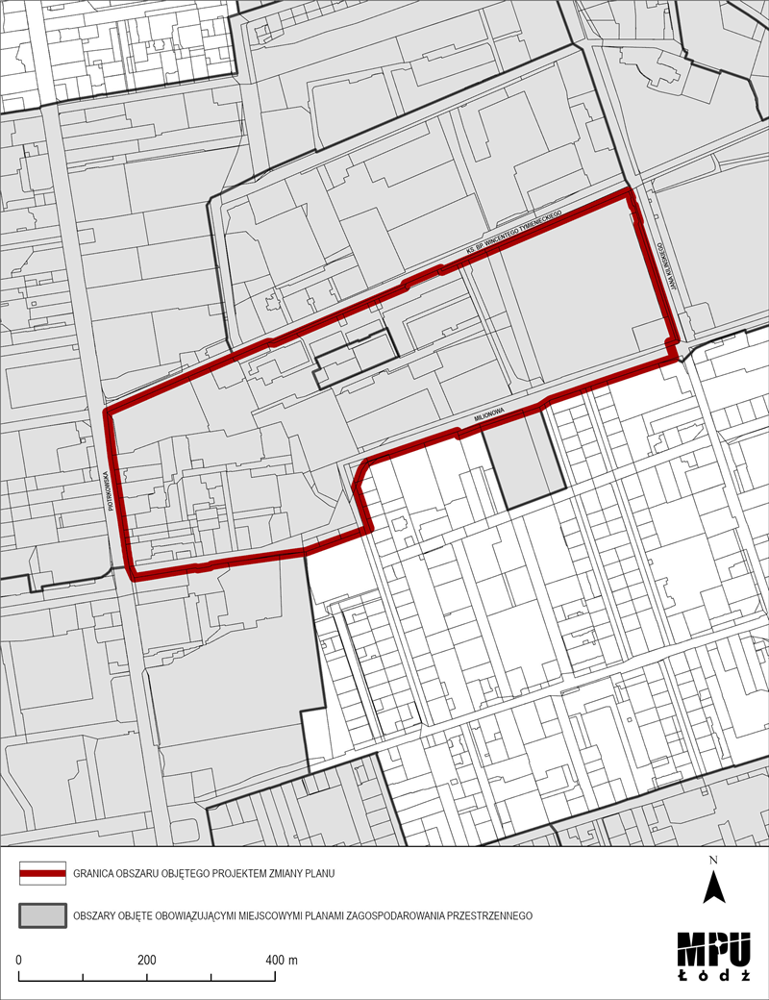 KS. BP. WINCENTEGO TYMIENIECKIEGO
JANA KILIŃSKIEGO
MILIONOWA
PIOTRKOWSKA
GRANICA OBSZARU OBJĘTEGO PROJEKTEM ZMIANY PLANU
N
OBSZARY OBJĘTE OBOWIĄZUJĄCYMI MIEJSCOWYMI PLANAMI ZAGOSPODAROWANIA PRZESTRZENNEGO
0 200 400 m
MPU
Łódź